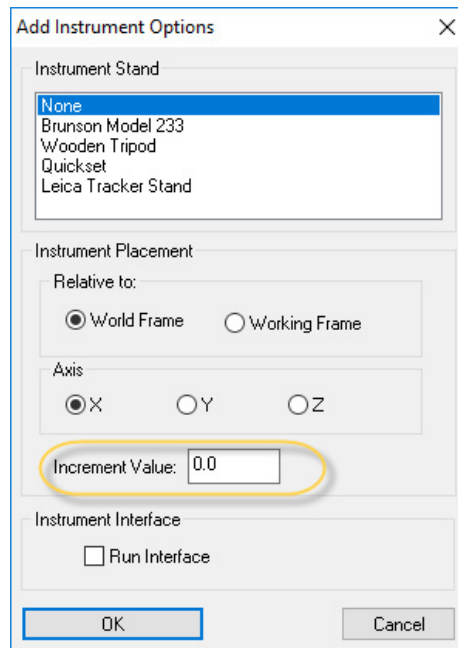 Add Instrument Options
Instrument Stand
None
Brunson Model 233
Wooden Tripod
Quickset
Leica Tracker Stand
Instrument Placement
Relative to:
World Frame Working Frame
Axis
X Y Z
Increment Value: 0.0
Instrument Interface
Run Interface
OK Cancel